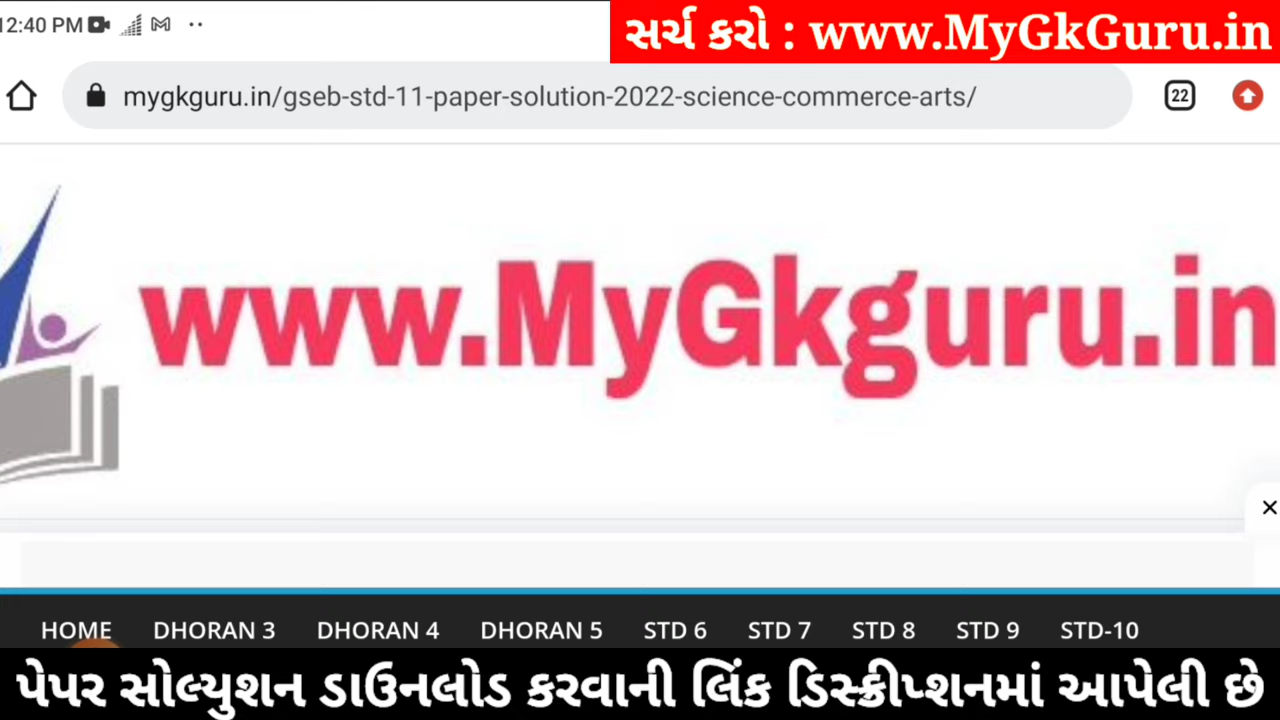 12:40 PM
સર્ચ કરો : www.MyGkGuru.in
mygkguru.in/gseb-std-11-paper-solution-2022-science-commerce-arts/
22
www.MyGkguru.in
HOME DHORAN 3 DHORAN 4 DHORAN 5 STD 6 STD 7 STD 8 STD 9 STD-10
પેપર સોલ્યુશન ડાઉનલોડ કરવાની લિંક ડિસ્ક્રીપ્શનમાં આપેલી છે